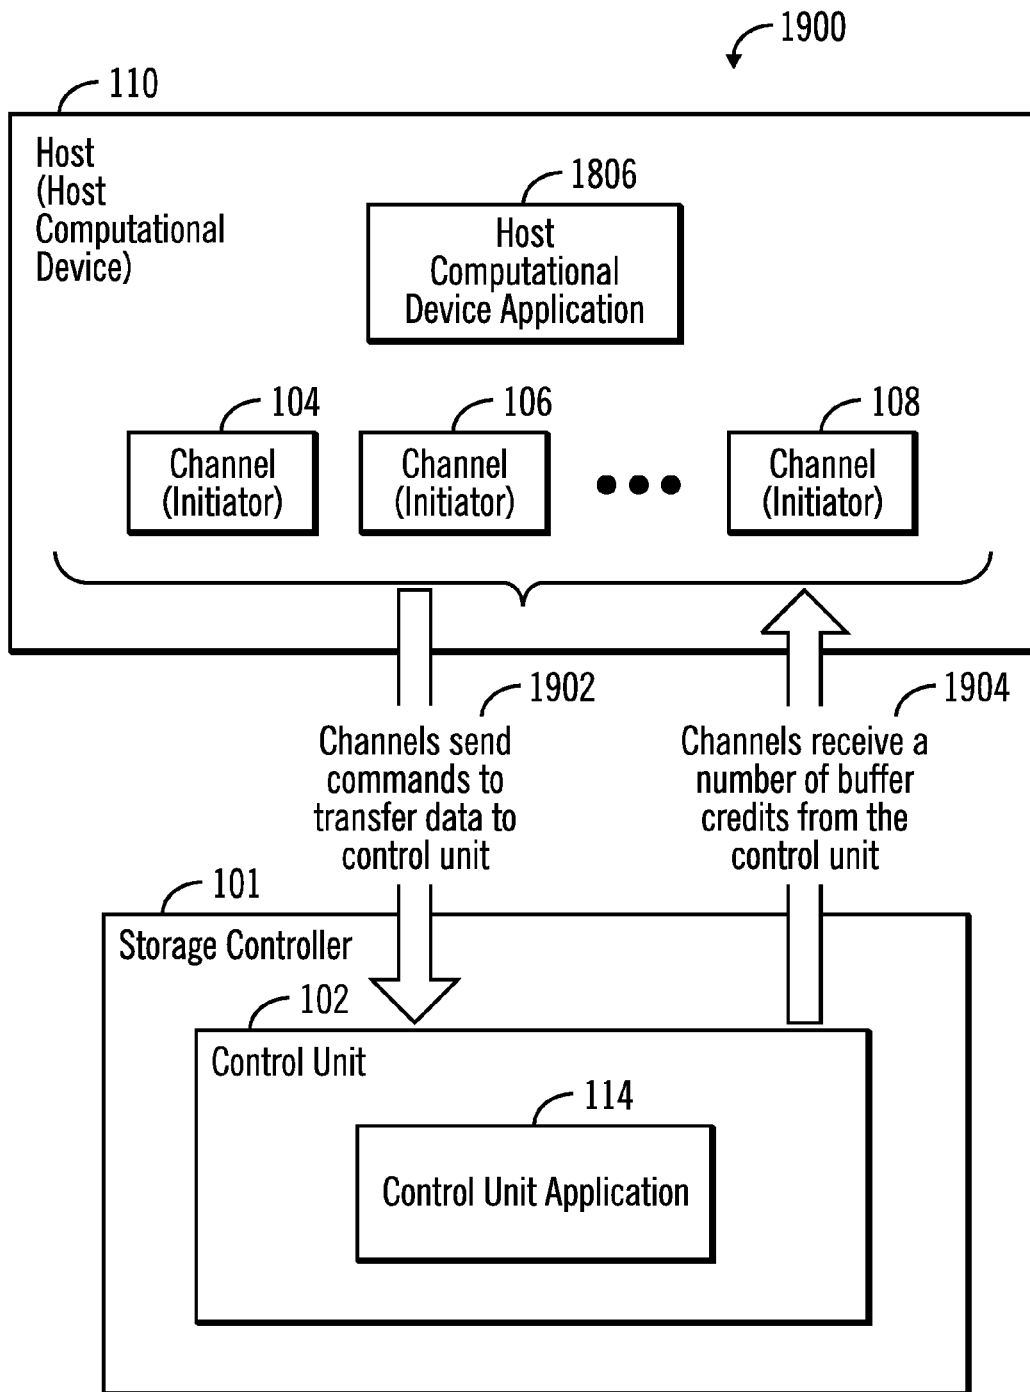 1900
110
Host
(Host
Computational
Device)
1806
Host
Computational
Device Application
104
Channel
(Initiator)
106
Channel
(Initiator)
108
Channel
(Initiator)
1902
Channels send
commands to
transfer data to
control unit
1904
Channels receive a
number of buffer
credits from the
control unit
101
Storage Controller
102
Control Unit
114
Control Unit Application